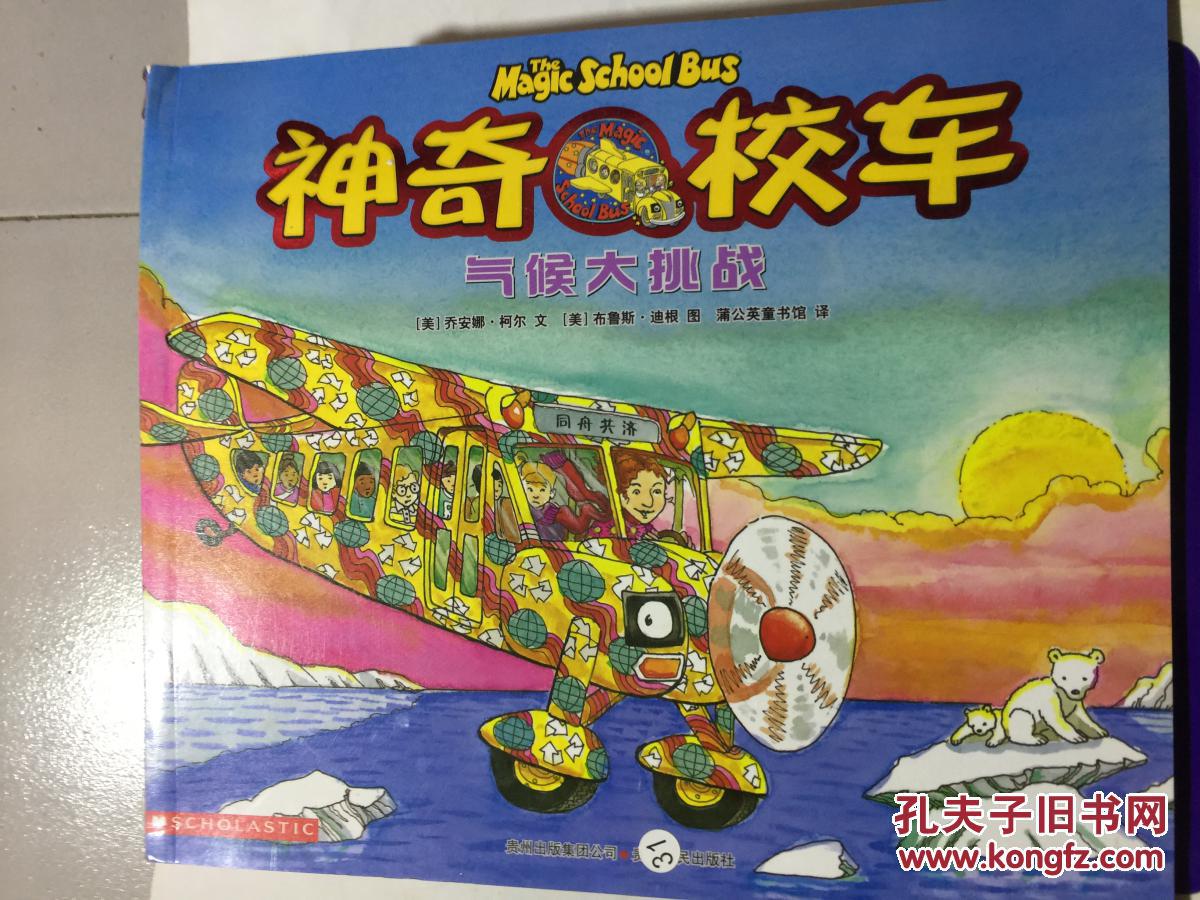 The Magic School Bus
神奇校车
The Magic School Bus
气候大挑战
[美]乔安娜·柯尔 文 [美]布鲁斯·迪根 图 蒲公英童书馆 译
同舟共济
SCHOLASTIC
贵州出版集团公司 民出版社
31
孔夫子旧书网
www.kongfz.com